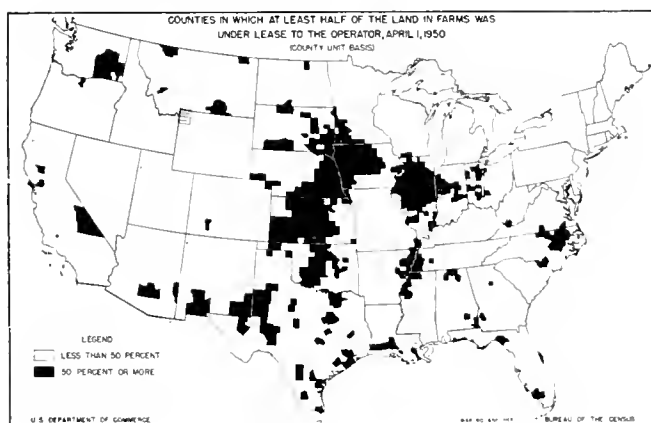 COUNTIES IN WHICH AT LEAST HALF OF THE LAND IN FARMS WAS
UNDER LEASE TO THE OPERATOR, APRIL 1, 1950
(COUNTY UNIT BASIS)
LEGEND
LESS THAN 50 PERCENT
50 PERCENT OR MORE
U.S. DEPARTMENT OF COMMERCE
BUREAU OF THE CENSUS